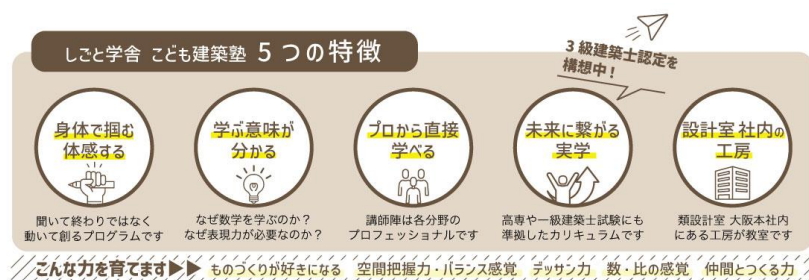 しごと学舎 こども建築塾 5つの特徴
3級建築士認定を
構想中！
身体で掴む
体感する
聞いて終わりではなく
動いて創るプログラムです
学ぶ意味が
分かる
なぜ数学を学ぶのか？
なぜ表現力が必要なのか？
プロから直接
学べる
講師陣は各分野の
プロフェッショナルです
未来に繋がる
実学
高専や一級建築士試験にも
準拠したカリキュラムです
設計室 社内の
工房
類設計室 大阪本社内
にある工房が教室です
こんな力を育てます▶▶ ものづくりが好きになる 空間把握力・バランス感覚 デッサン力 数・比の感覚 仲間とつくる力